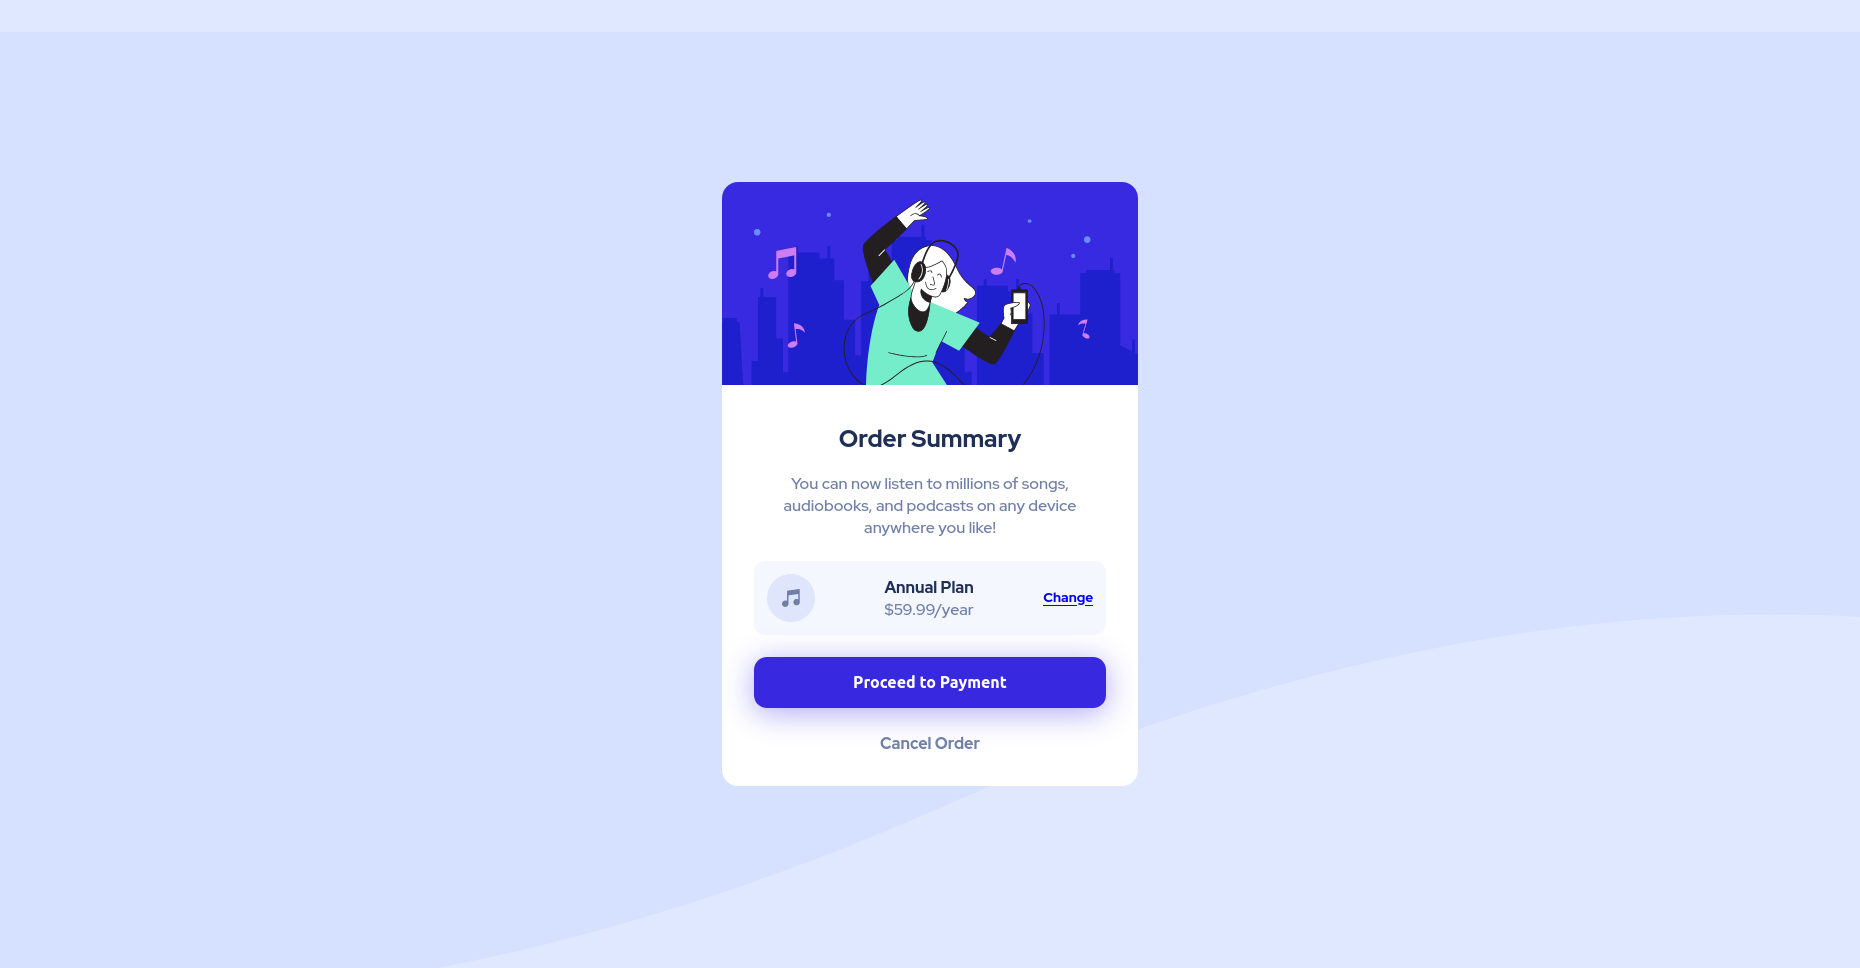 Order Summary
You can now listen to millions of songs,
audiobooks, and podcasts on any device
anywhere you like!
Annual Plan
$59.99/year
Change
Proceed to Payment
Cancel Order